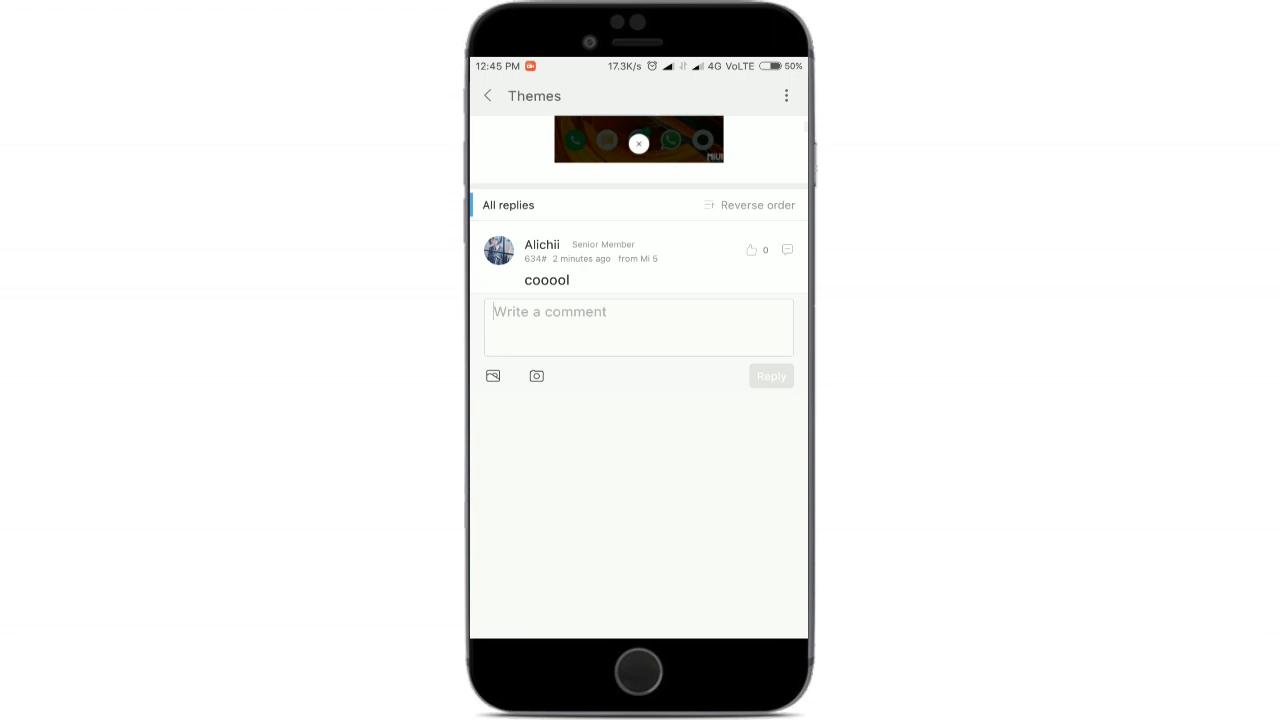 12:45 PM 17.3K/s 4G VoLTE 50%
Themes
MIUI
All replies Reverse order
Alichii Senior Member 0
634# 2 minutes ago from Mi 5
cooool
Write a comment
Reply